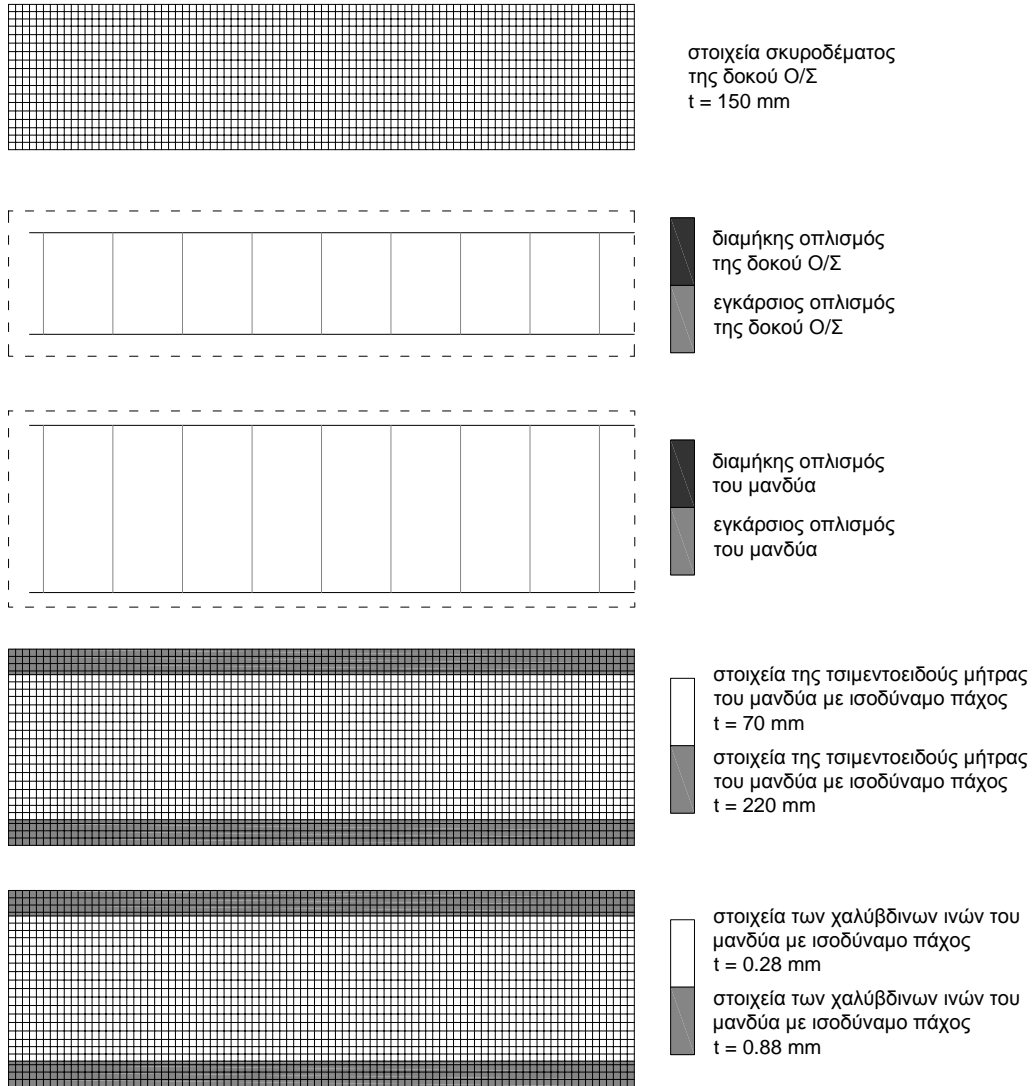 στοιχεία σκυροδέματος
της δοκού Ο/Σ
t = 150 mm
διαμήκης οπλισμός
της δοκού Ο/Σ
εγκάρσιος οπλισμός
της δοκού Ο/Σ
διαμήκης οπλισμός
του μανδύα
εγκάρσιος οπλισμός
του μανδύα
στοιχεία της τσιμεντοειδούς μήτρας
του μανδύα με ισοδύναμο πάχος
t = 70 mm
στοιχεία της τσιμεντοειδούς μήτρας
του μανδύα με ισοδύναμο πάχος
t = 220 mm
στοιχεία των χαλύβδινων ινών του
μανδύα με ισοδύναμο πάχος
t = 0.28 mm
στοιχεία των χαλύβδινων ινών του
μανδύα με ισοδύναμο πάχος
t = 0.88 mm